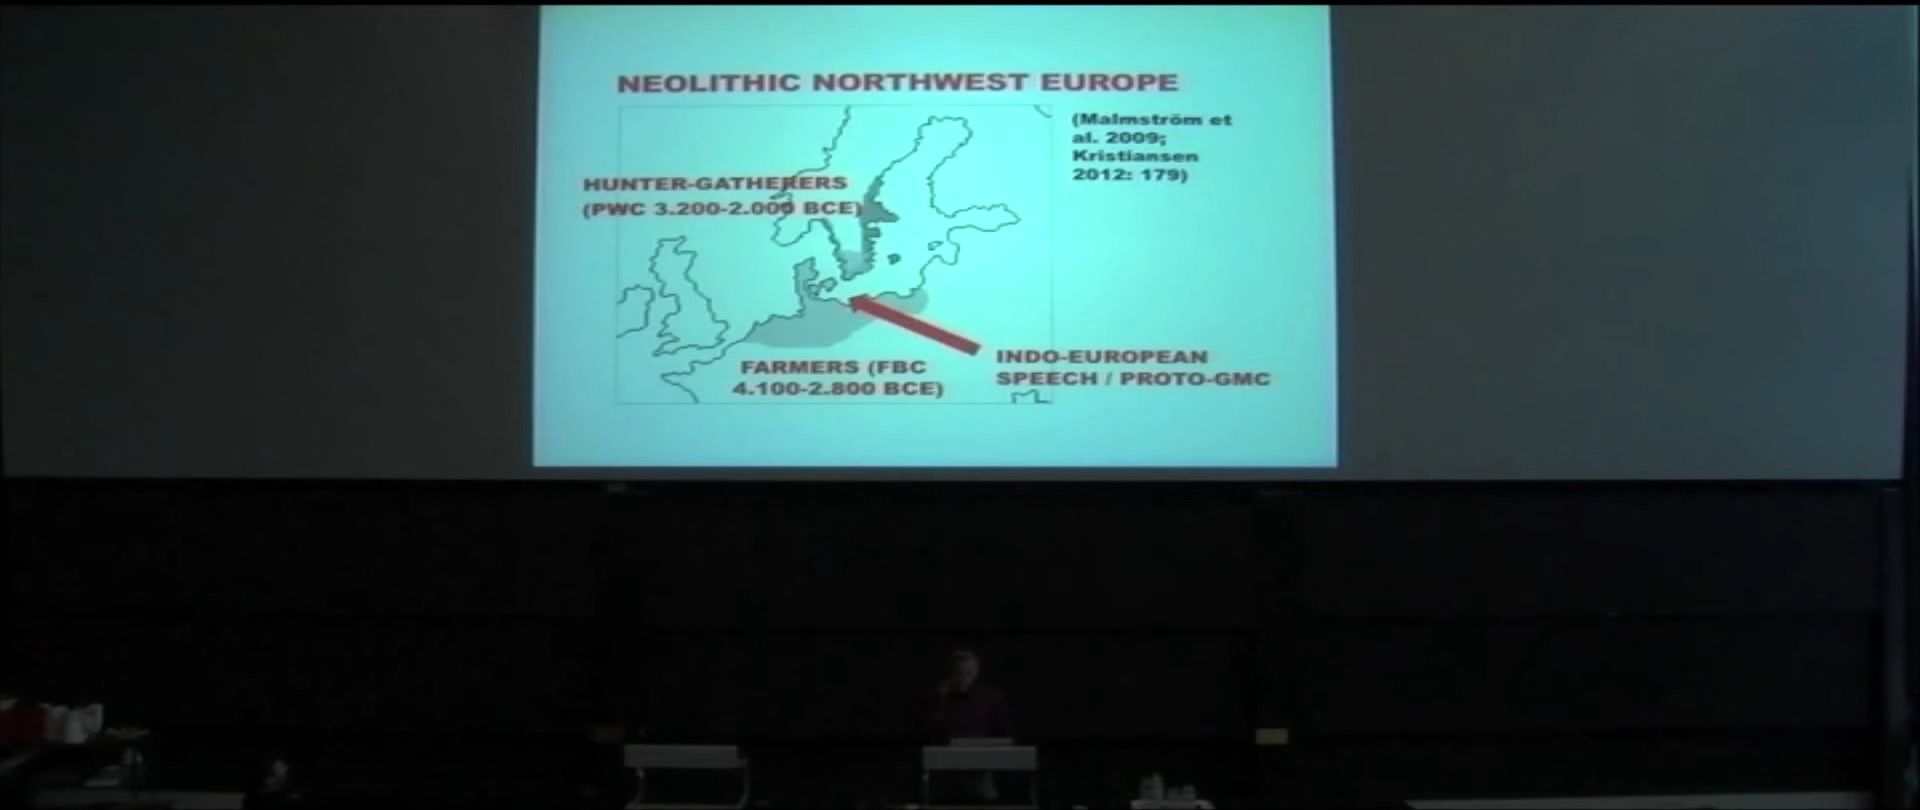 NEOLITHIC NORTHWEST EUROPE
(Malmström et
al. 2009;
Kristiansen
2012: 179)
HUNTER-GATHERERS
(PWC 3.200-2.000 BCE)
FARMERS (FBC
4.100-2.800 BCE)
INDO-EUROPEAN
SPEECH / PROTO-GMC